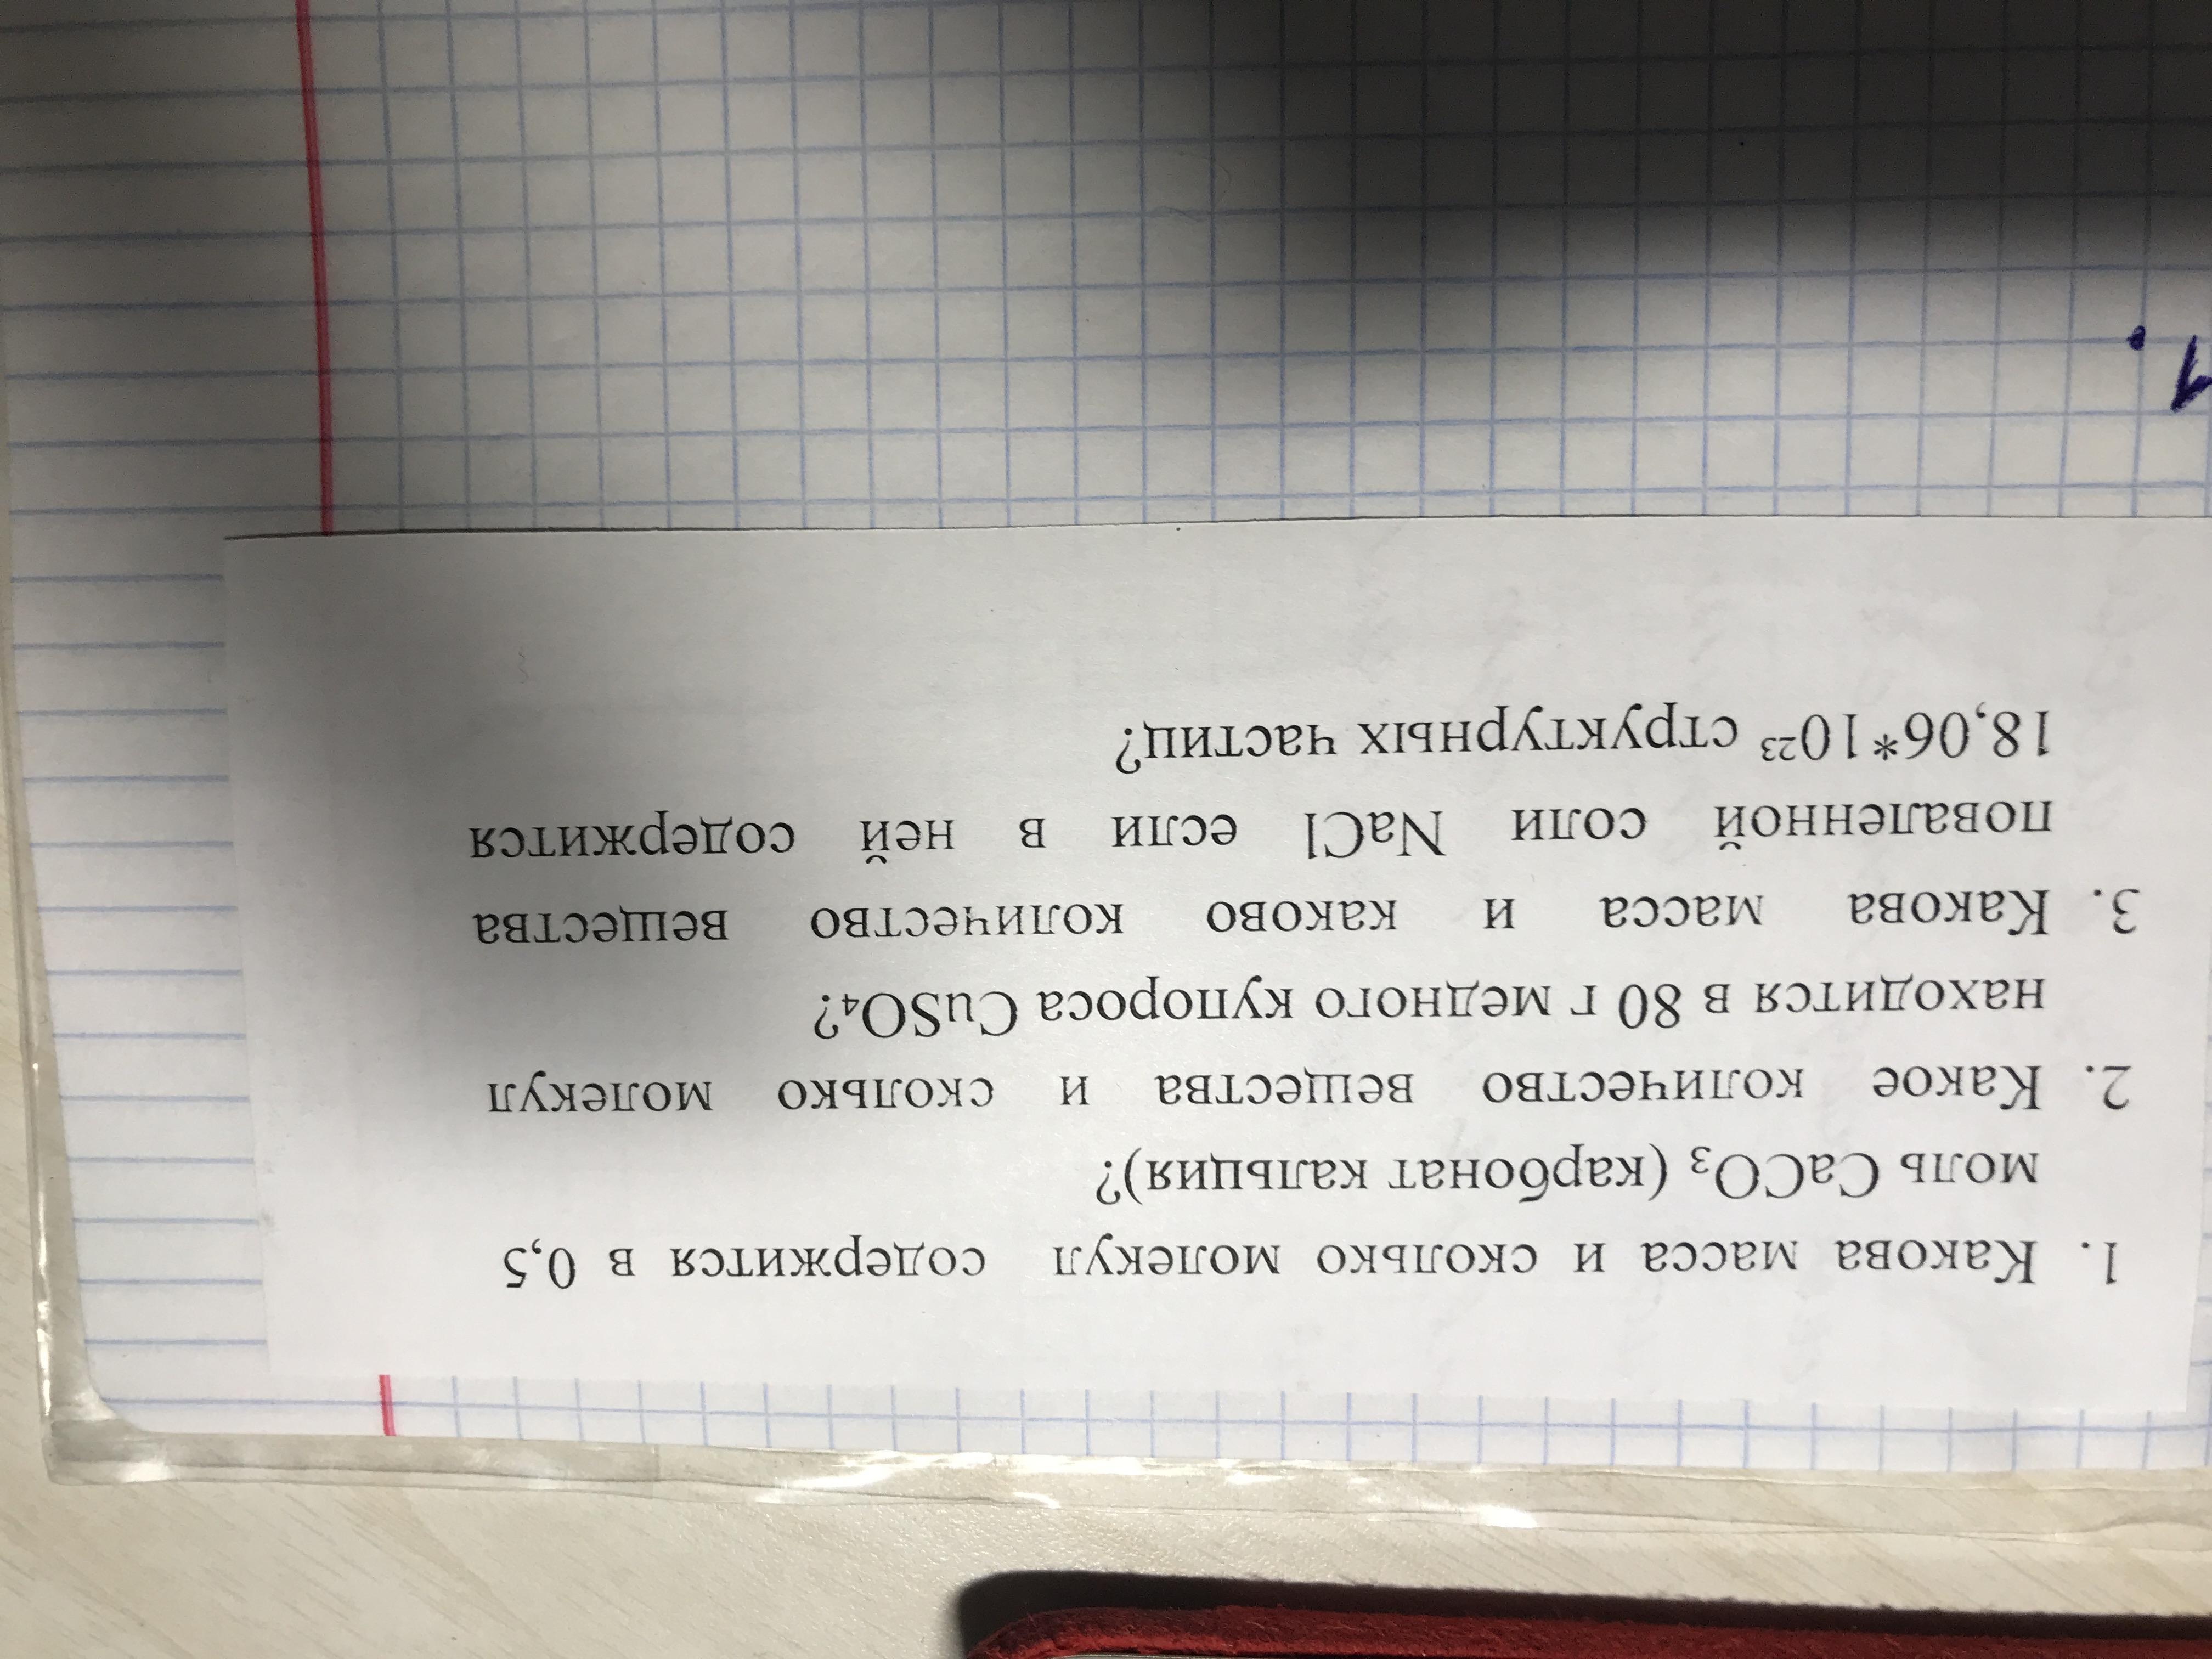 1. Какова масса и сколько молекул содержится в 0,5
моль CaCO₃ (карбонат кальция)?
2. Какое количество вещества и сколько молекул
находится в 80 г медного купороса CuSO₄?
3. Какова масса и каково количество вещества
поваленной соли NaCl если в ней содержится
18,06*10²³ структурных частиц?
1.